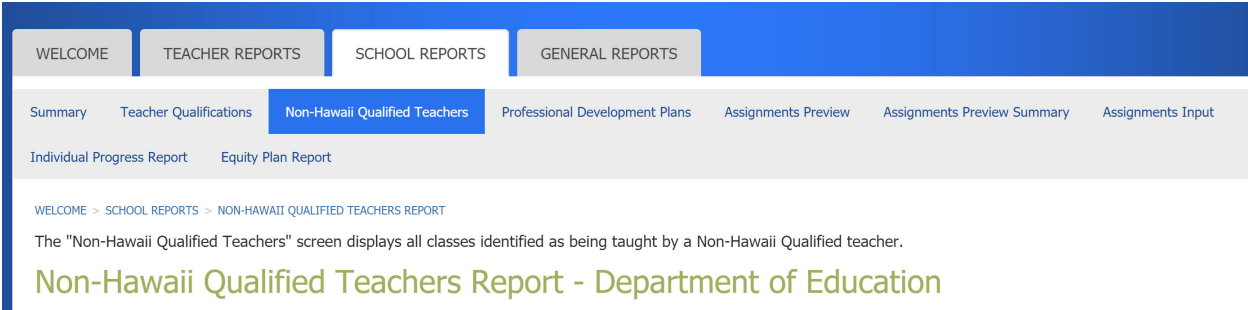 WELCOME TEACHER REPORTS SCHOOL REPORTS GENERAL REPORTS
Summary Teacher Qualifications Non-Hawaii Qualified Teachers Professional Development Plans Assignments Preview Assignments Preview Summary Assignments Input
Individual Progress Report Equity Plan Report
WELCOME > SCHOOL REPORTS > NON-HAWAII QUALIFIED TEACHERS REPORT
The "Non-Hawaii Qualified Teachers" screen displays all classes identified as being taught by a Non-Hawaii Qualified teacher.
Non-Hawaii Qualified Teachers Report - Department of Education